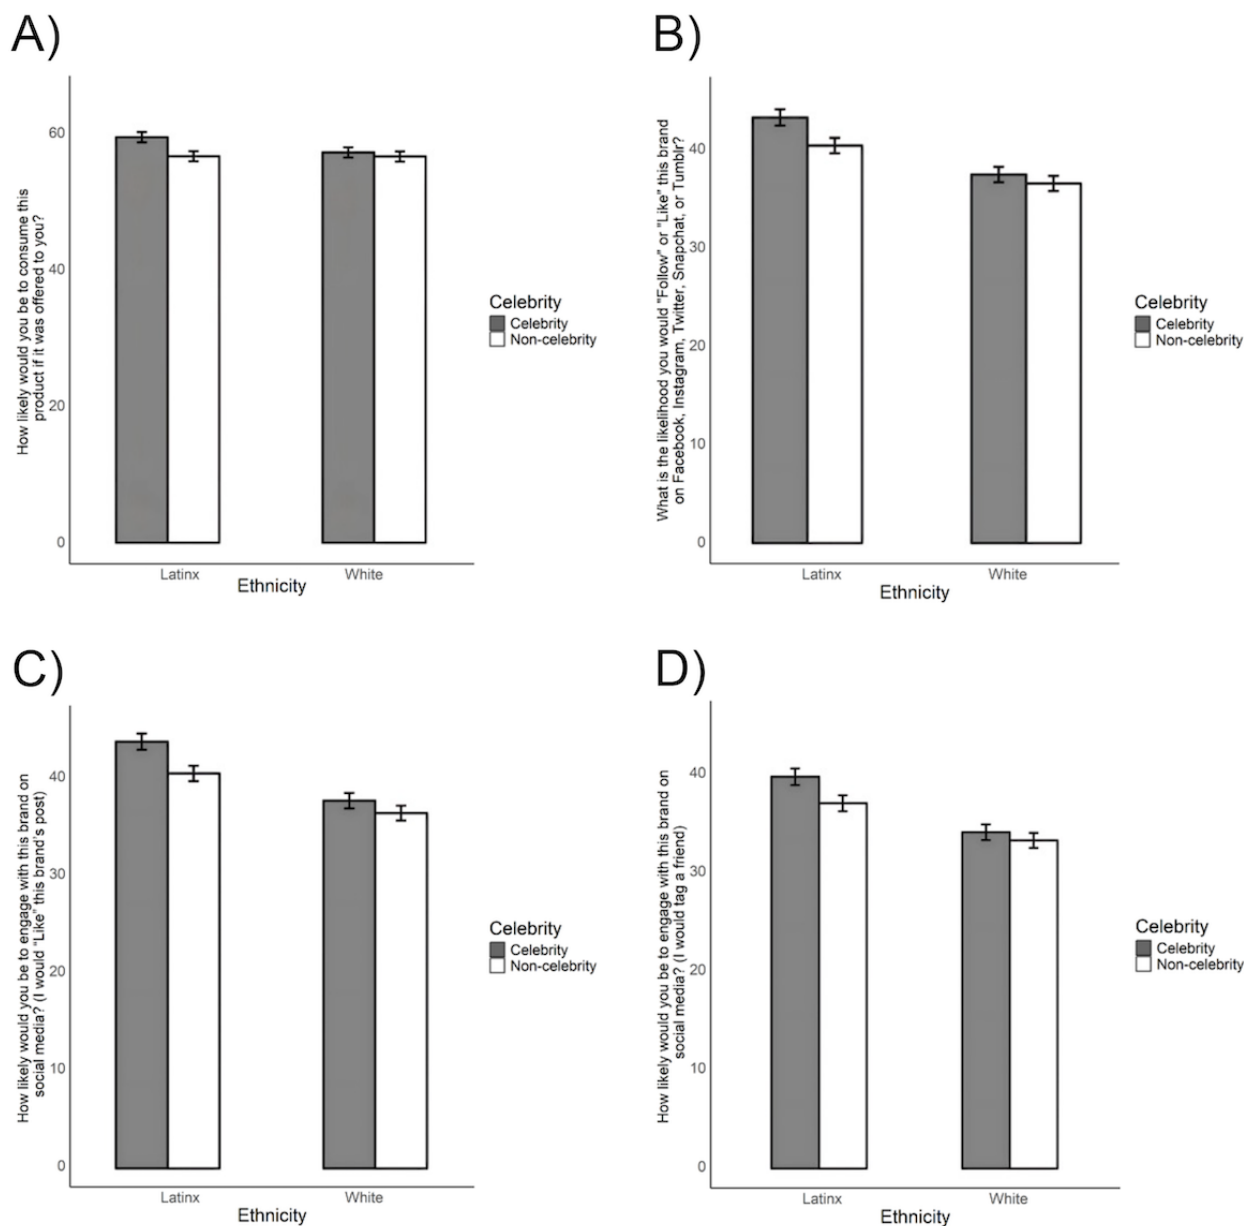 A)
How likely would you be to consume this
product if it was offered to you?
60
40
20
0
Latinx
White
Ethnicity
Celebrity
Celebrity
Non-celebrity
B)
What is the likelihood you would "Follow" or "Like" this brand
on Facebook, Instagram, Twitter, Snapchat, or Tumblr?
40
30
20
10
0
Latinx
White
Ethnicity
Celebrity
Celebrity
Non-celebrity
C)
How likely would you be to engage with this brand on
social media? (I would “Like” this brand’s post)
40
30
20
10
0
Latinx
White
Ethnicity
Celebrity
Celebrity
Non-celebrity
D)
How likely would you be to engage with this brand on
social media? (I would tag a friend)
40
30
20
10
0
Latinx
White
Ethnicity
Celebrity
Celebrity
Non-celebrity